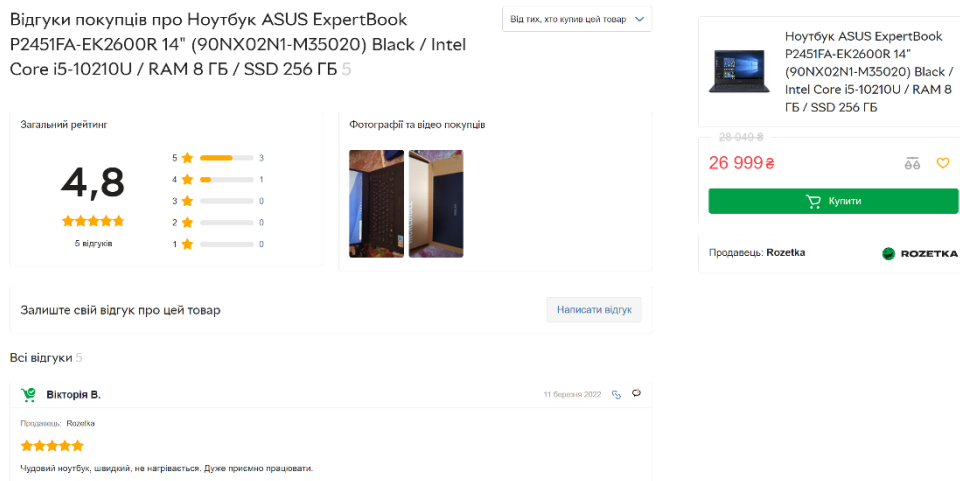 Відгуки покупців про Ноутбук ASUS ExpertBook
P2451FA-EK2600R 14" (90NX02N1-M35020) Black / Intel
Core i5-10210U / RAM 8 ГБ / SSD 256 ГБ 5
Від тих, хто купив цей товар
Загальний рейтинг
4,8
5 відгуків
5 3
4 1
3 0
2 0
1 0
Фотографії та відео покупців
Залиште свій відгук про цей товар
Написати відгук
Всі відгуки 5
Вікторія В.
11 березня 2022
Продавець: Rozetka
Чудовий ноутбук, швидкий, не нагрівається. Дуже приємно працювати.
Ноутбук ASUS ExpertBook
P2451FA-EK2600R 14"
(90NX02N1-M35020) Black /
Intel Core i5-10210U / RAM 8
ГБ / SSD 256 ГБ
28 049 ₴
26 999 ₴
Купити
Продавець: Rozetka
ROZETKA